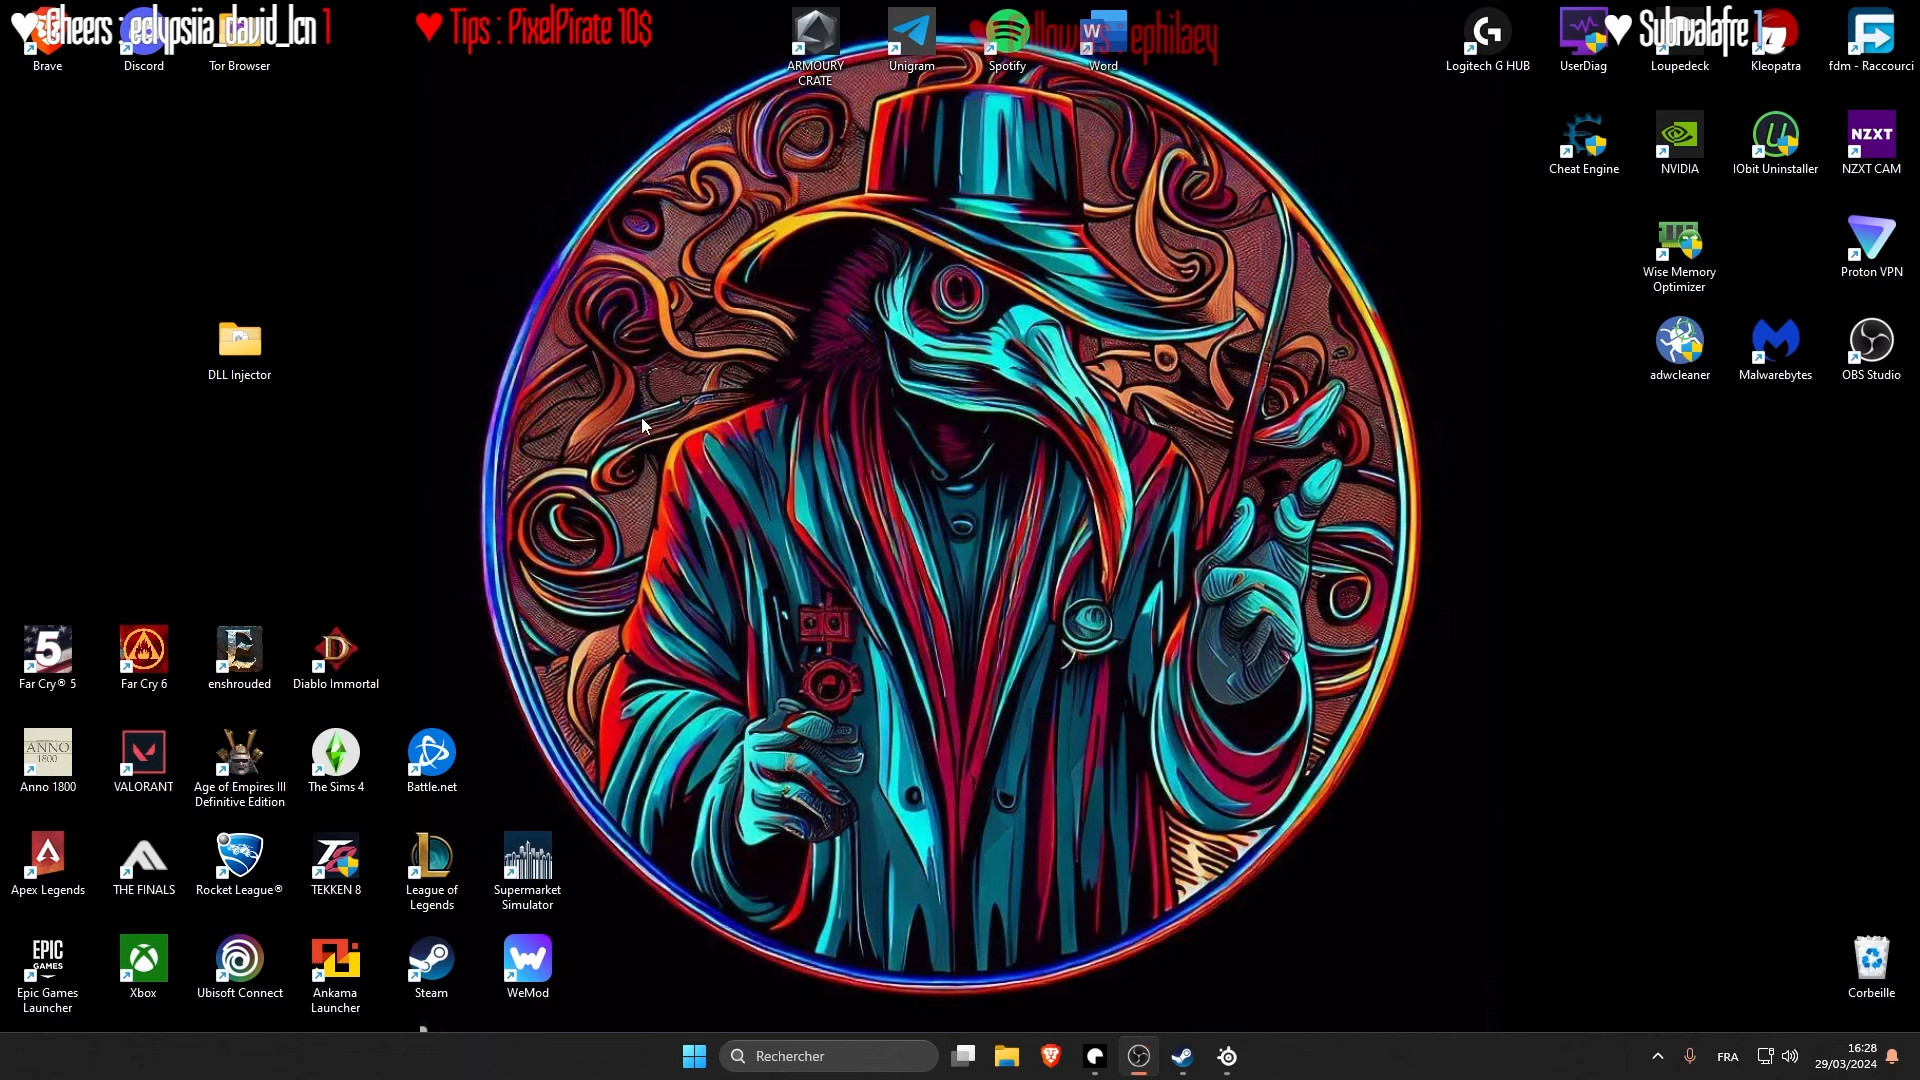 Cheers : eclypsiia_david_lcn 1
Tips : PixelPirate 10$
ephilaey
Brave
Discord
Tor Browser
ARMOURY
CRATE
Unigram
Spotify
Word
Logitech G HUB
UserDiag
Loupedeck
Kleopatra
fdm - Raccourci
Cheat Engine
NVIDIA
IObit Uninstaller
NZXT
NZXT CAM
Wise Memory
Optimizer
Proton VPN
DLL Injector
adwcleaner
Malwarebytes
OBS Studio
Far Cry® 5
Far Cry 6
enshrouded
Diablo Immortal
ANNO
1800
Anno 1800
VALORANT
Age of Empires III
Definitive Edition
The Sims 4
Battle.net
Apex Legends
THE FINALS
Rocket League®
TEKKEN 8
League of
Legends
Supermarket
Simulator
EPIC
GAMES
Epic Games
Launcher
Xbox
Ubisoft Connect
Ankama
Launcher
Steam
WeMod
Corbeille
Rechercher
FRA
16:28
29/03/2024